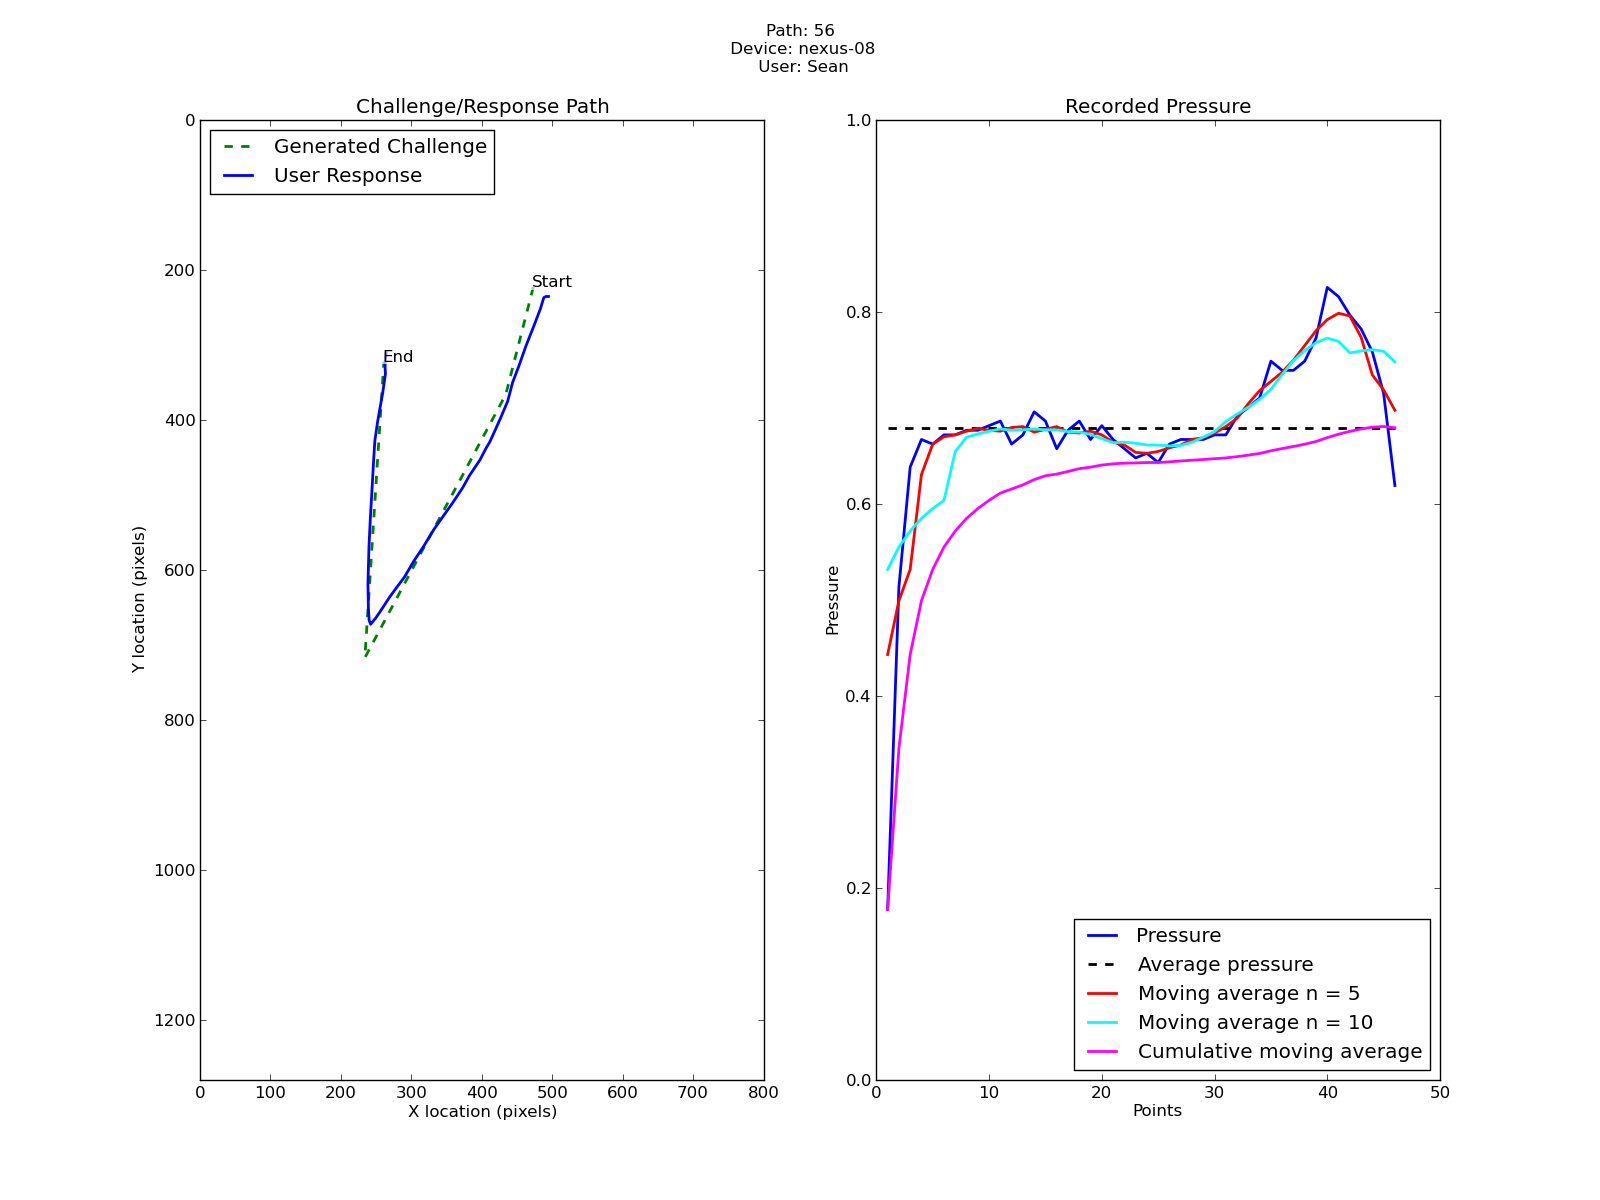 Path: 56
Device: nexus-08
User: Sean
Challenge/Response Path
Generated Challenge
User Response
Start
End
0
200
400
600
800
1000
1200
Y location (pixels)
0 100 200 300 400 500 600 700 800
X location (pixels)
Recorded Pressure
1.0
0.8
0.6
0.4
0.2
0.0
Pressure
Pressure
Average pressure
Moving average n = 5
Moving average n = 10
Cumulative moving average
0 10 20 30 40 50
Points